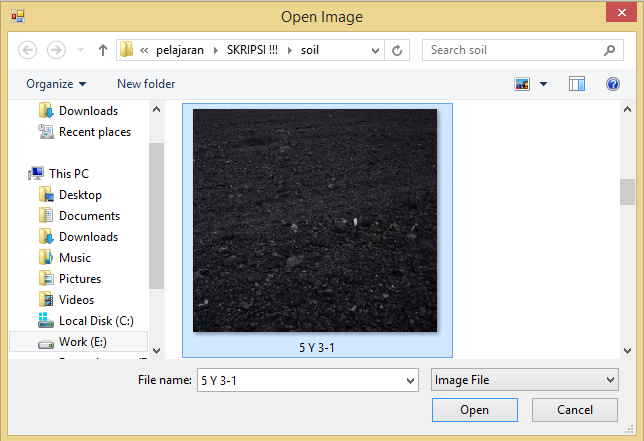 Open Image
« pelajaran SKRIPSI !!! soil
Search soil
Organize
New folder
Downloads
Recent places
This PC
Desktop
Documents
Downloads
Music
Pictures
Videos
Local Disk (C:)
Work (E:)
5 Y 3-1
File name: 5 Y 3-1
Image File
Open Cancel